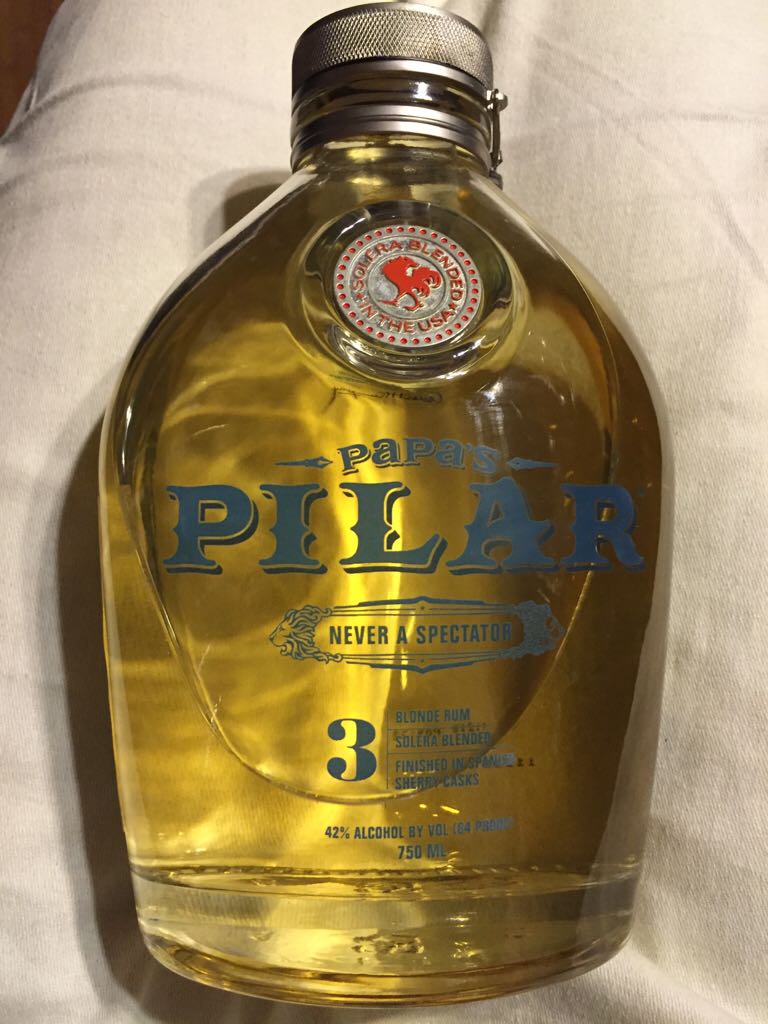 SOLERA BLENDED
IN THE USA
PAPA'S
PILAR
NEVER A SPECTATOR
3
BLONDE RUM
SOLERA BLENDED
FINISHED IN SPANISH
SHERRY CASKS
42% ALCOHOL BY VOL (84 PROOF)
750 ML